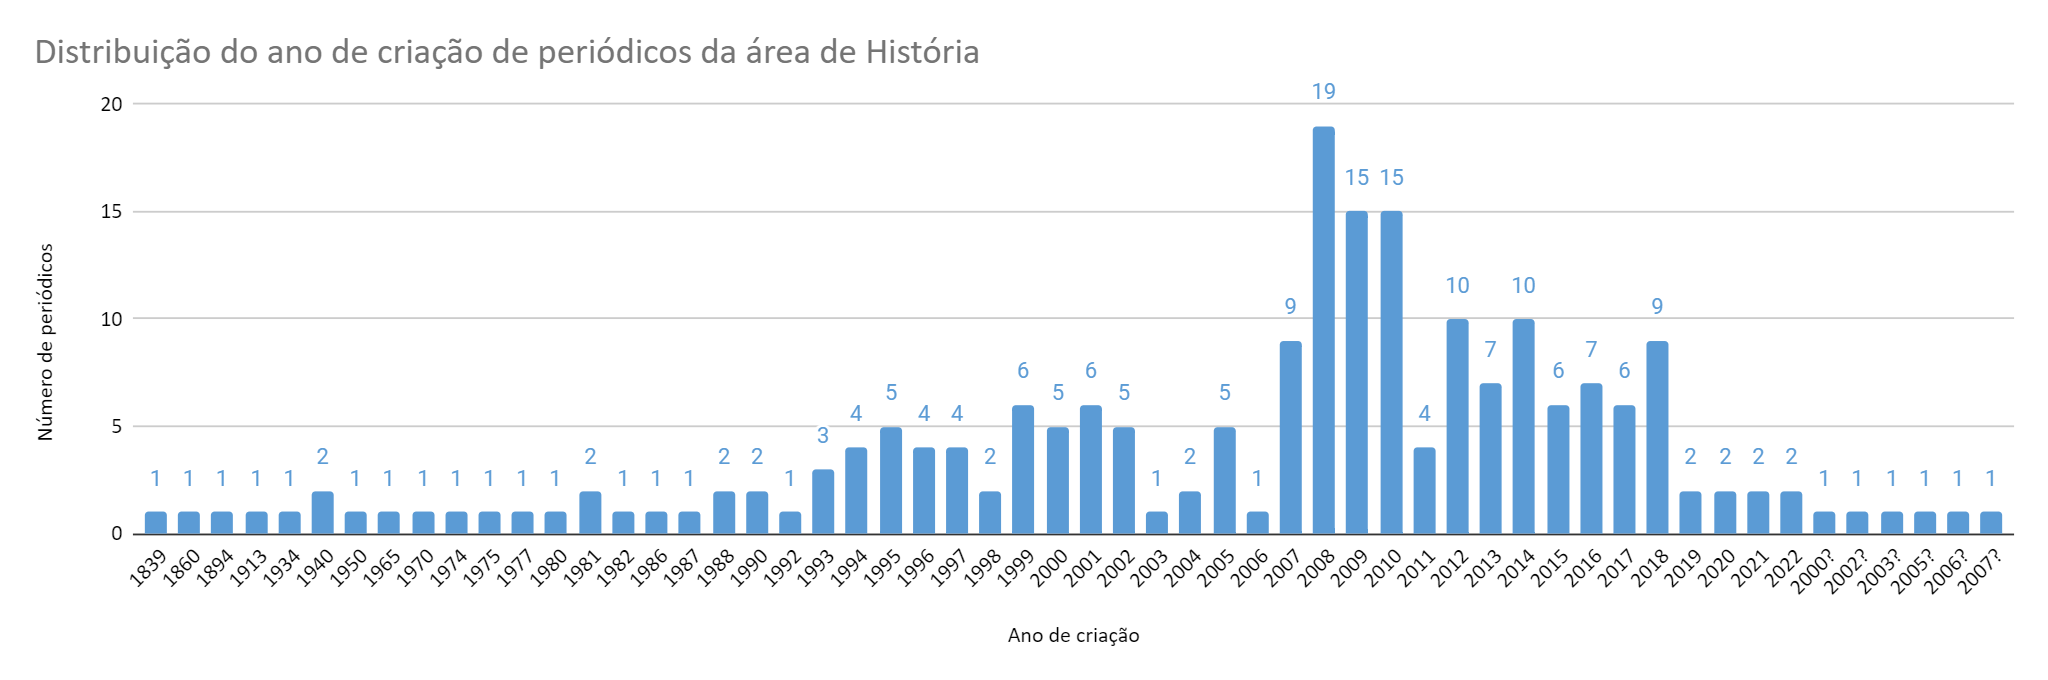 Distribuição do ano de criação de periódicos da área de História
Número de periódicos
20
15
10
5
0
1 1 1 1 1 2 1 1 1 1 1 1 1 2 1 1 1 2 2 1 3 4 5 4 4 2 6 5 6 5 1 2 5 1 9 19 15 15 4 10 7 10 6 7 6 9 2 2 2 2 1 1 1 1 1 1
1839 1860 1894 1913 1934 1940 1950 1965 1970 1974 1975 1977 1980 1981 1982 1986 1987 1988 1990 1992 1993 1994 1995 1996 1997 1998 1999 2000 2001 2002 2003 2004 2005 2006 2007 2008 2009 2010 2011 2012 2013 2014 2015 2016 2017 2018 2019 2020 2021 2022 2000? 2002? 2003? 2005? 2006? 2007?
Ano de criação